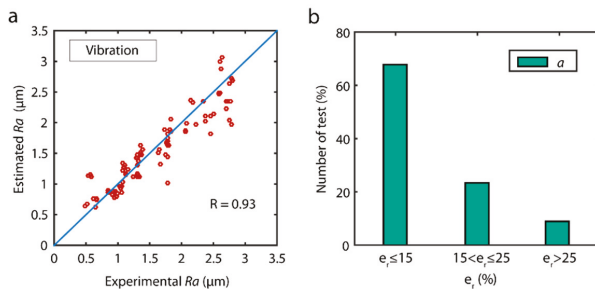 a
Vibration
R = 0.93
Estimated Ra (μm)
3.5
3
2.5
2
1.5
1
0.5
0
0 0.5 1 1.5 2 2.5 3 3.5
Experimental Ra (μm)
b
a
Number of test (%)
80
60
40
20
0
er≤15 15<er≤25 er>25
er (%)